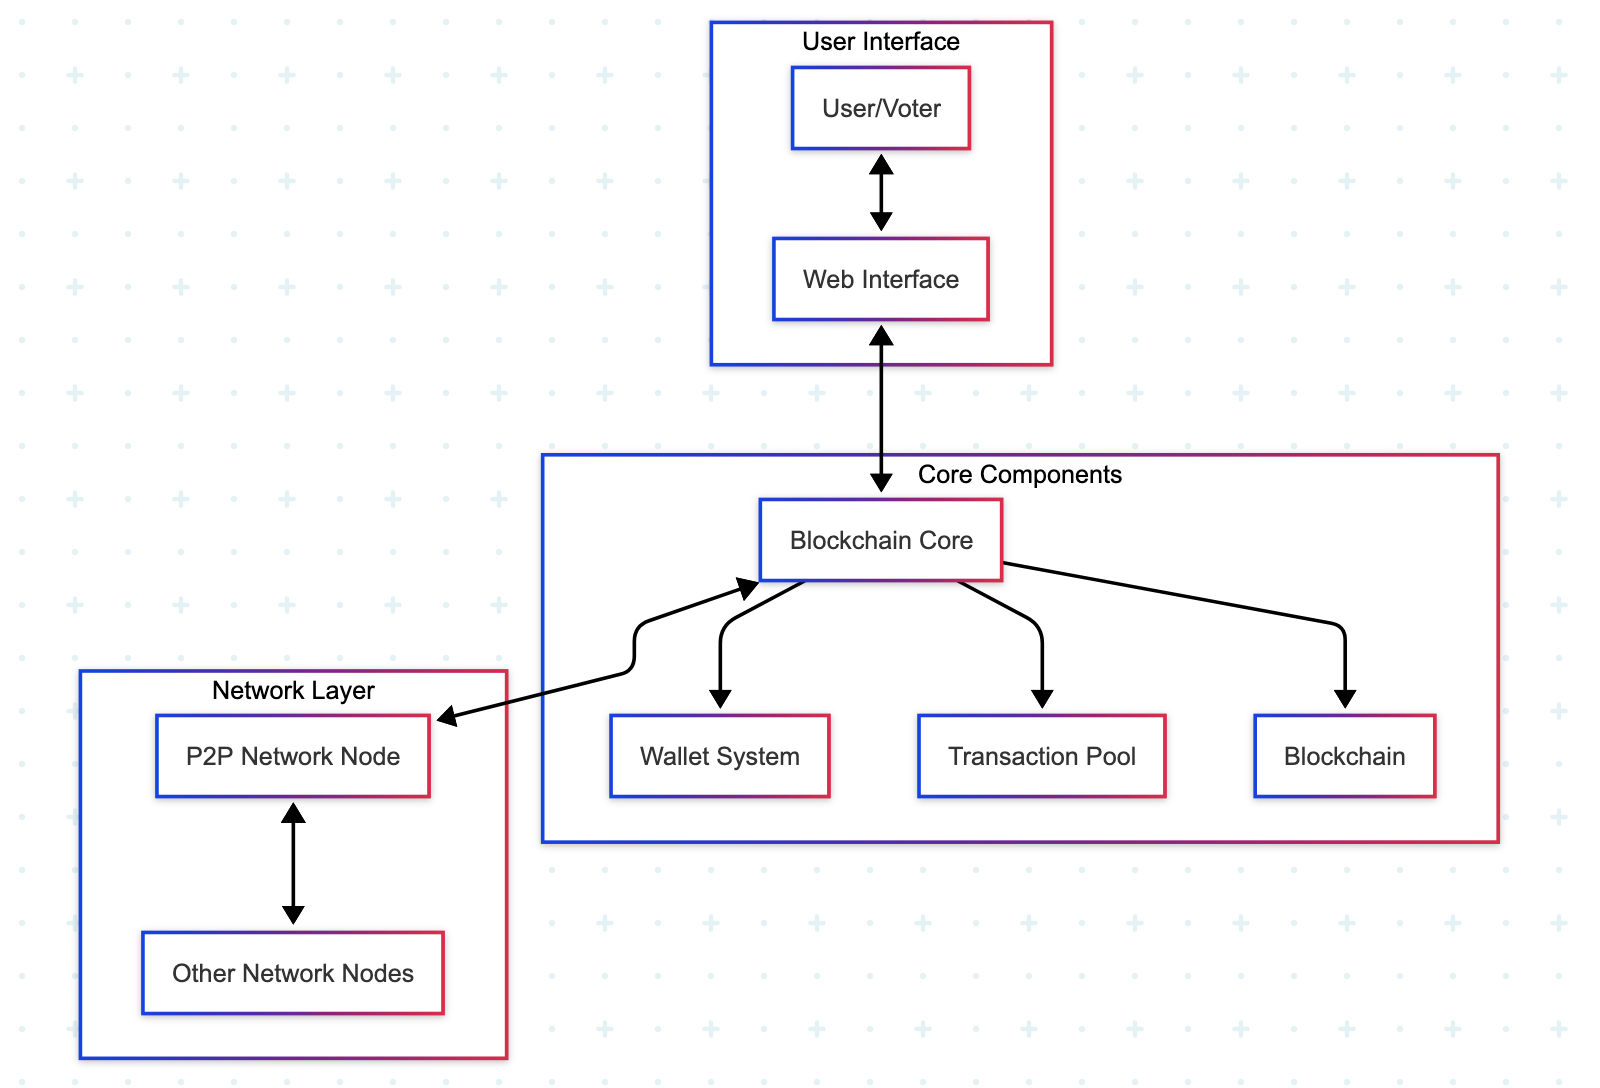 User Interface
User/Voter
Web Interface
Core Components
Blockchain Core
Network Layer
P2P Network Node
Wallet System
Transaction Pool
Blockchain
Other Network Nodes